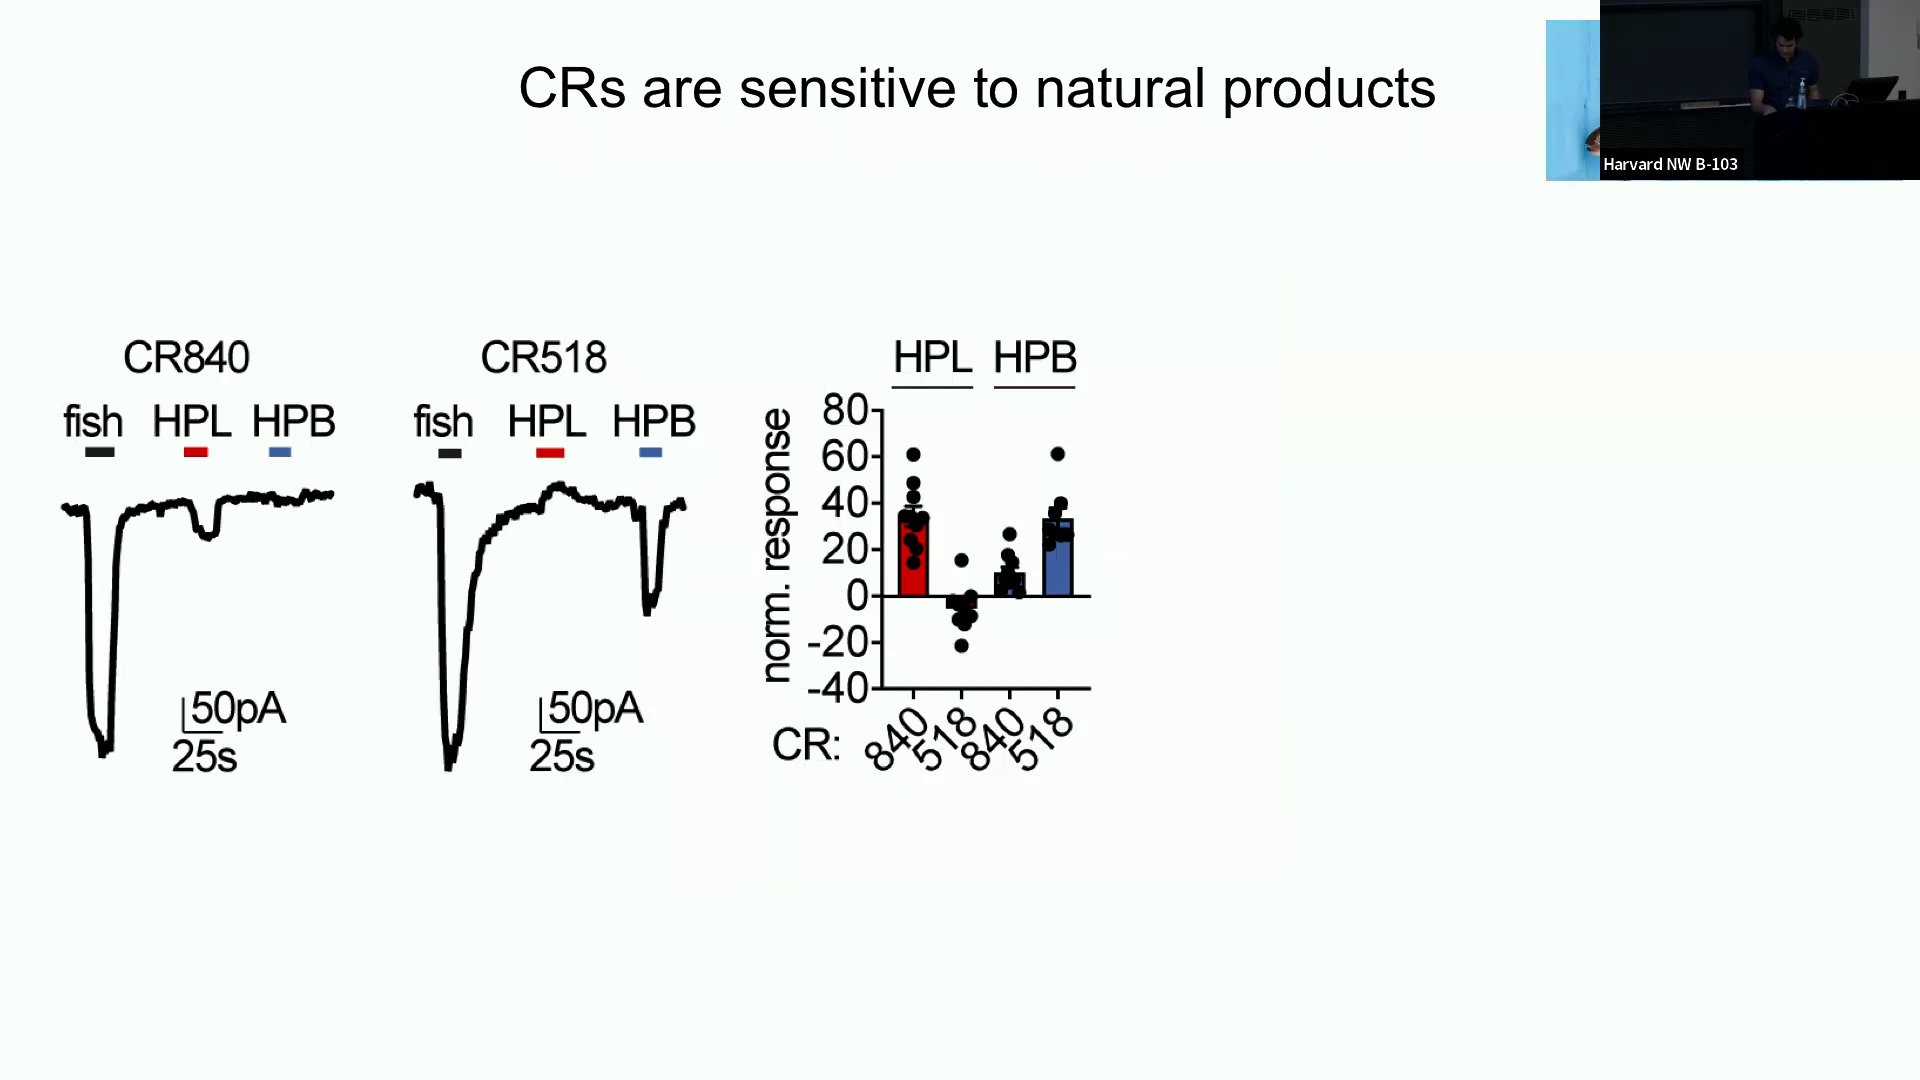 CRs are sensitive to natural products
Harvard NW B-103
CR840
fish HPL HPB
50pA
25s
CR518
fish HPL HPB
50pA
25s
HPL HPB
norm. response
80
60
40
20
0
-20
-40
CR: 840 518 840 518